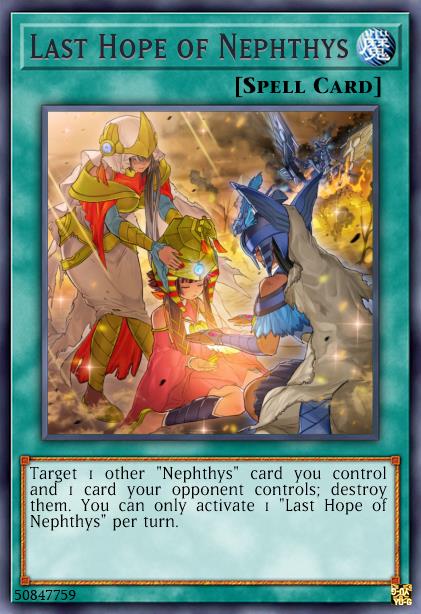 Last Hope of Nephthys
魔
[Spell Card]
Target 1 other "Nephthys" card you control
and 1 card your opponent controls; destroy
them. You can only activate 1 "Last Hope of
Nephthys" per turn.
50847759